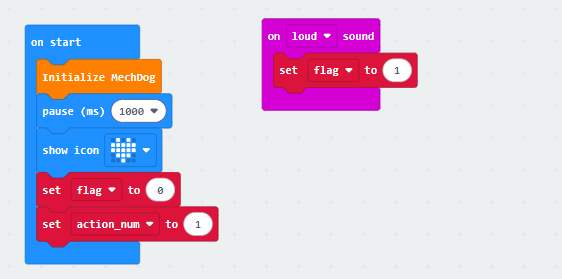 on start
Initialize MechDog
pause (ms) 1000
show icon
set flag to 0
set action_num to 1
on loud sound
set flag to 1